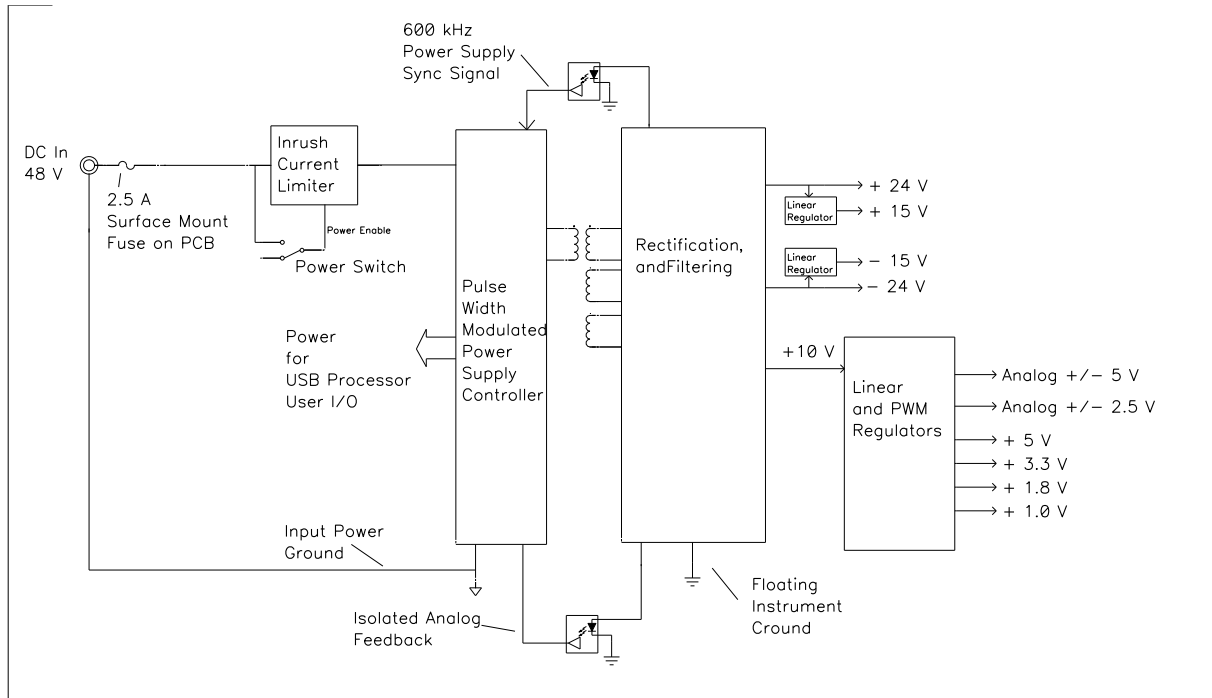 600 kHz
Power Supply
Sync Signal
DC In
48 V
2.5 A
Surface Mount
Fuse on PCB
Inrush
Current
Limiter
Power Enable
Power Switch
Power
for
USB Processor
User I/O
Pulse
Width
Modulated
Power
Supply
Controller
Rectification,
andFiltering
+ 24 V
Linear
Regulator
+ 15 V
Linear
Regulator
- 15 V
- 24 V
+10 V
Linear
and PWM
Regulators
Analog +/- 5 V
Analog +/- 2.5 V
+ 5 V
+ 3.3 V
+ 1.8 V
+ 1.0 V
Input Power
Ground
Isolated Analog
Feedback
Floating
Instrument
Ground